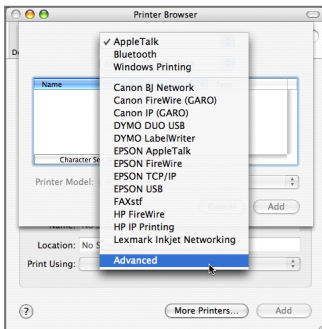 Printer Browser
✓ AppleTalk
Bluetooth
Windows Printing
Name
Canon BJ Network
Canon FireWire (GARO)
Canon IP (GARO)
DYMO DUO USB
DYMO LabelWriter
EPSON AppleTalk
EPSON FireWire
EPSON TCP/IP
EPSON USB
FAXstf
HP FireWire
HP IP Printing
Lexmark Inkjet Networking
Advanced
Character Se
Printer Model:
Add
Name:
Location: No S
Print Using:
? More Printers... Add